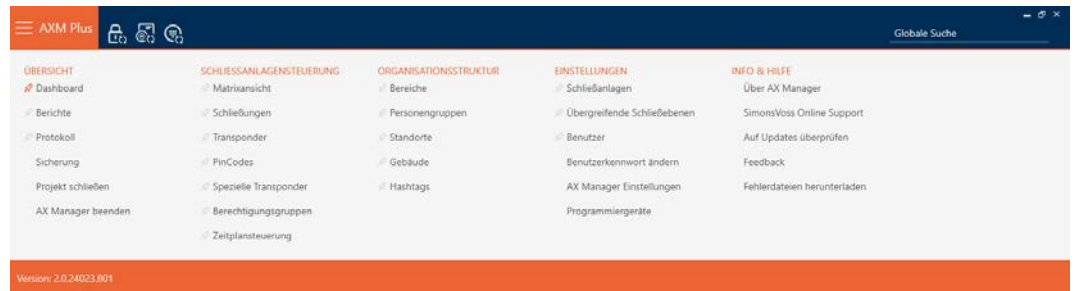 AXM Plus
Globale Suche
ÜBERSICHT
Dashboard
Berichte
Protokoll
Sicherung
Projekt schließen
AX Manager beenden
SCHLIESSANLAGENSTEUERUNG
Matrixansicht
Schließungen
Transponder
PinCodes
Spezielle Transponder
Berechtigungsgruppen
Zeitplansteuerung
ORGANISATIONSSTRUKTUR
Bereiche
Personengruppen
Standorte
Gebäude
Hashtags
EINSTELLUNGEN
Schließanlagen
Übergreifende Schließebenen
Benutzer
Benutzerkennwort ändern
AX Manager Einstellungen
Programmiergeräte
INFO & HILFE
Über AX Manager
SimonsVoss Online Support
Auf Updates überprüfen
Feedback
Fehlerdateien herunterladen
Version: 2.0.24023.801